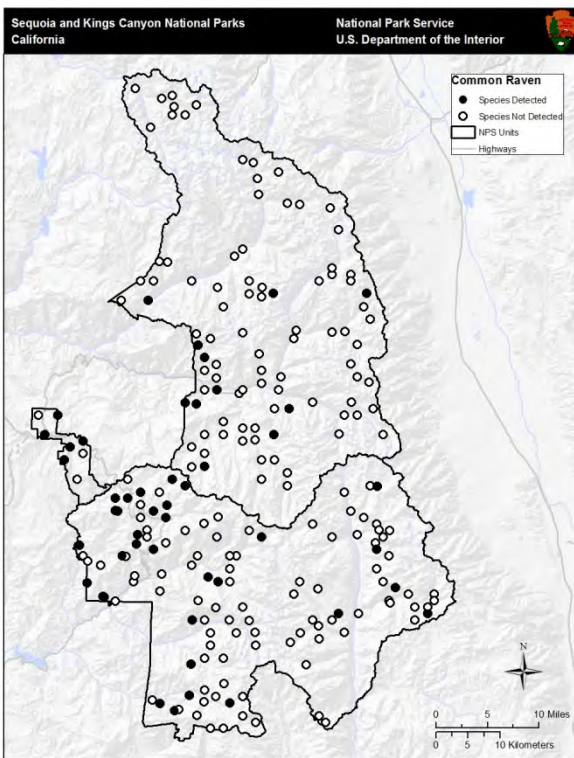 Sequoia and Kings Canyon National Parks
California
National Park Service
U.S. Department of the Interior
Common Raven
Species Detected
Species Not Detected
NPS Units
Highways
N
0 5 10 Miles
0 5 10 Kilometers